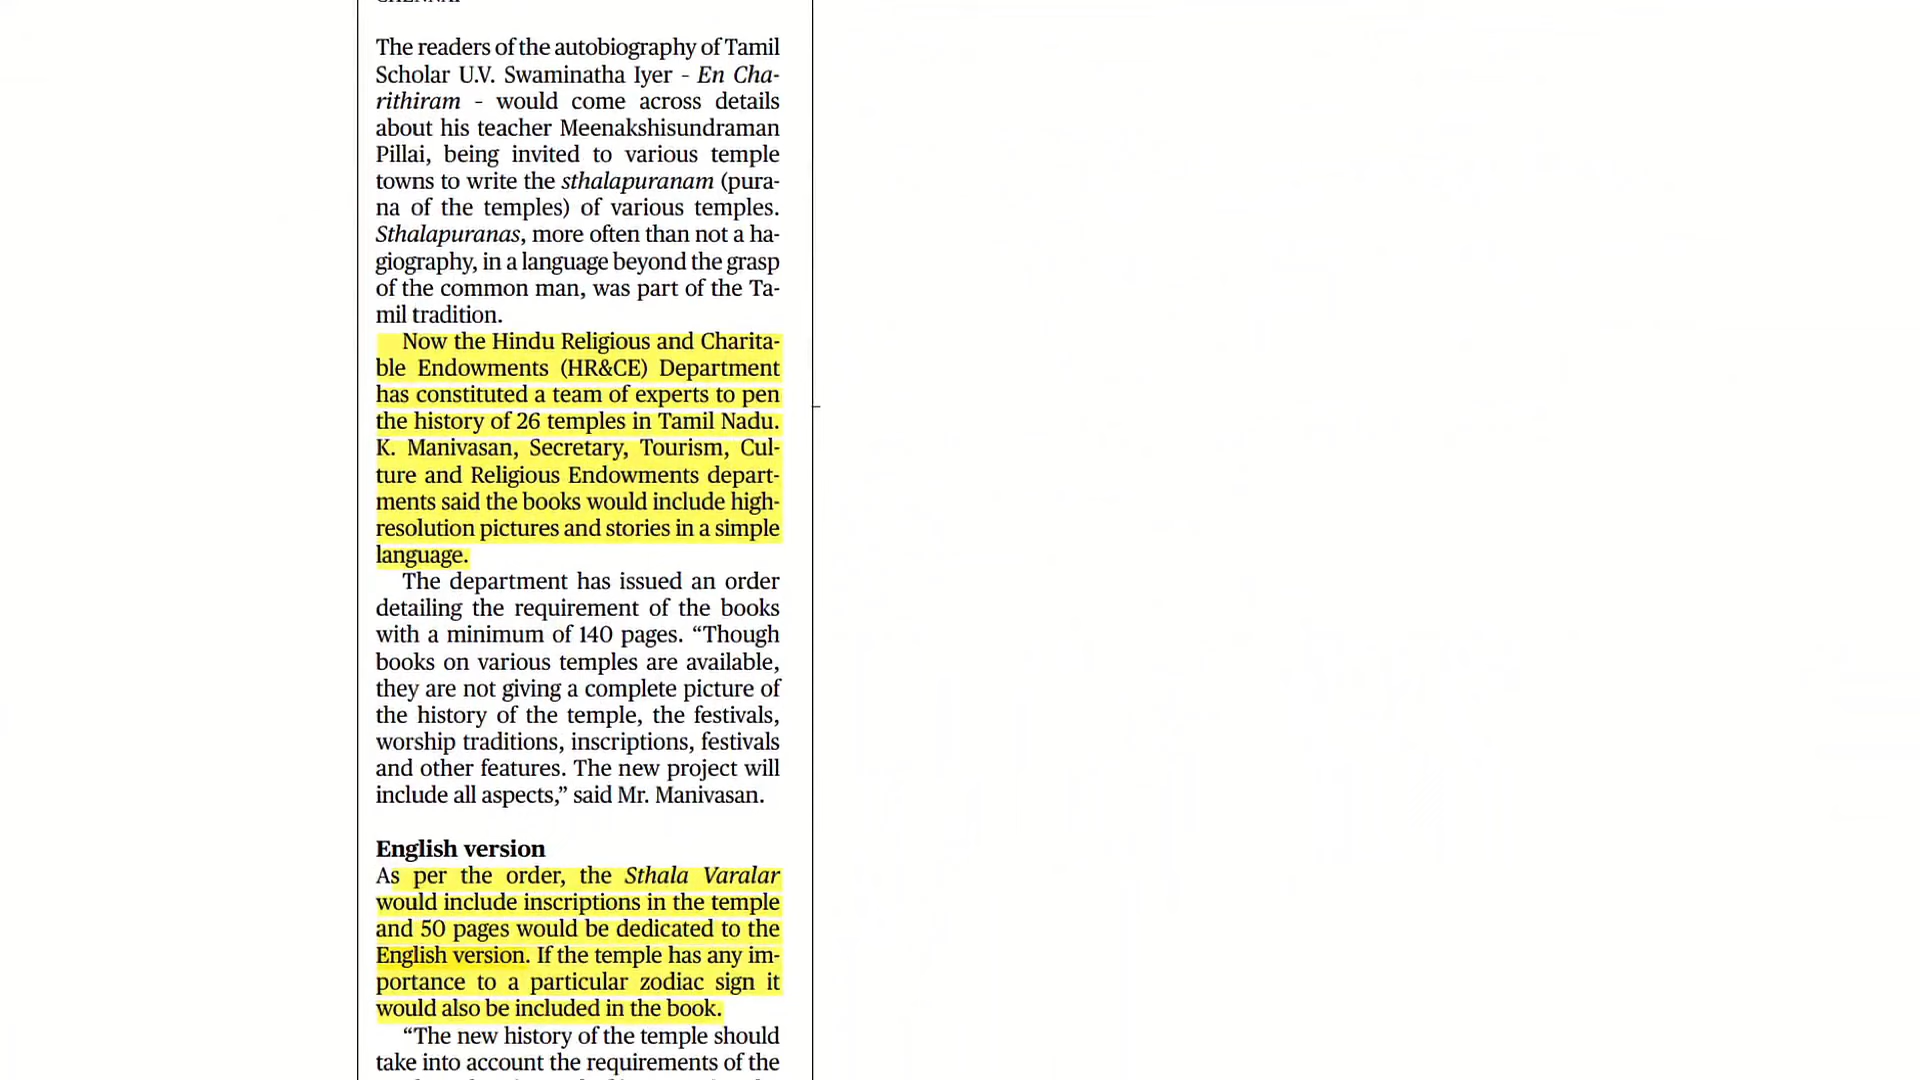 CHENNAI
The readers of the autobiography of Tamil
Scholar U.V. Swaminatha Iyer - En Cha-
rithiram - would come across details
about his teacher Meenakshisundraman
Pillai, being invited to various temple
towns to write the sthalapuranam (pura-
na of the temples) of various temples.
Sthalapuranas, more often than not a ha-
giography, in a language beyond the grasp
of the common man, was part of the Ta-
mil tradition.
Now the Hindu Religious and Charita-
ble Endowments (HR&CE) Department
has constituted a team of experts to pen
the history of 26 temples in Tamil Nadu.
K. Manivasan, Secretary, Tourism, Cul-
ture and Religious Endowments depart-
ments said the books would include high-
resolution pictures and stories in a simple
language.
The department has issued an order
detailing the requirement of the books
with a minimum of 140 pages. “Though
books on various temples are available,
they are not giving a complete picture of
the history of the temple, the festivals,
worship traditions, inscriptions, festivals
and other features. The new project will
include all aspects,” said Mr. Manivasan.
English version
As per the order, the Sthala Varalar
would include inscriptions in the temple
and 50 pages would be dedicated to the
English version. If the temple has any im-
portance to a particular zodiac sign it
would also be included in the book.
“The new history of the temple should
take into account the requirements of the